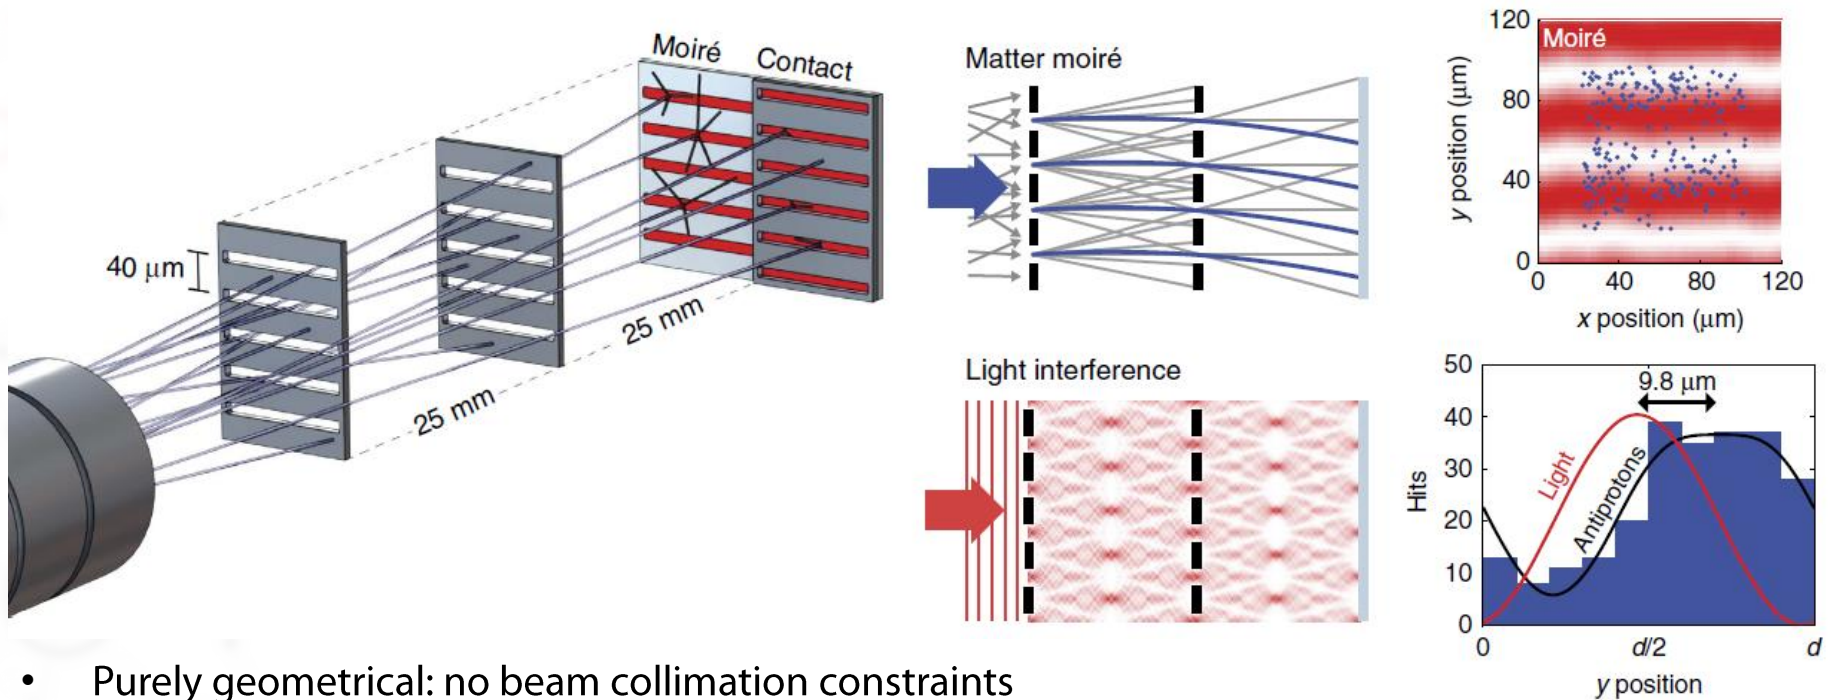 Moiré
Contact
40 μm
25 mm
25 mm
Matter moiré
Light interference
Moiré
y position (μm)
120
80
40
0
0 40 80 120
x position (μm)
Hits
50
40
30
20
10
0
9.8 μm
Light
Antiprotons
0 d/2 d
y position
• Purely geometrical: no beam collimation constraints